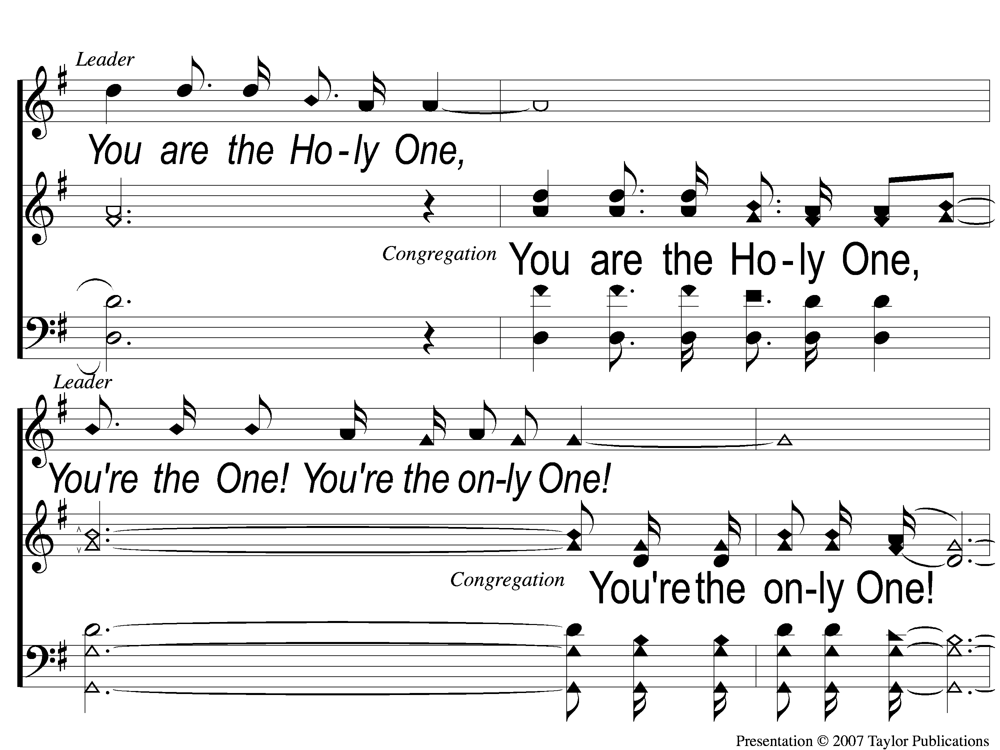 Leader
You are the Ho - ly One,
Congregation You are the Ho - ly One,
Leader
You're the One! You're the on-ly One!
Congregation You're the on-ly One!
Presentation © 2007 Taylor Publications